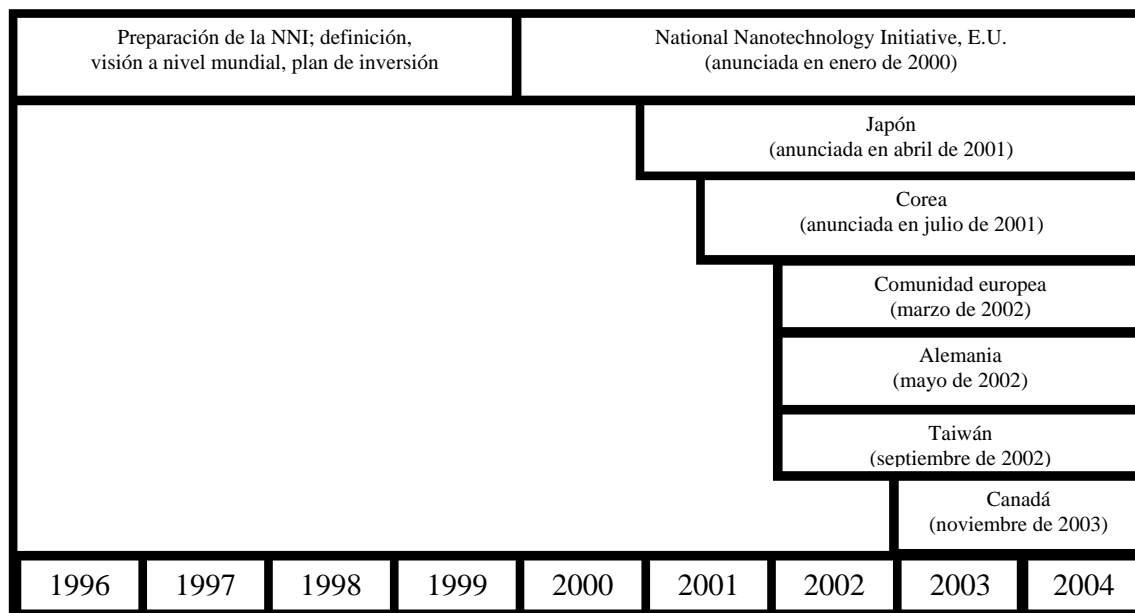 Preparación de la NNI; definición,
visión a nivel mundial, plan de inversión
National Nanotechnology Initiative, E.U.
(anunciada en enero de 2000)
Japón
(anunciada en abril de 2001)
Corea
(anunciada en julio de 2001)
Comunidad europea
(marzo de 2002)
Alemania
(mayo de 2002)
Taiwán
(septiembre de 2002)
Canadá
(noviembre de 2003)
1996 1997 1998 1999 2000 2001 2002 2003 2004